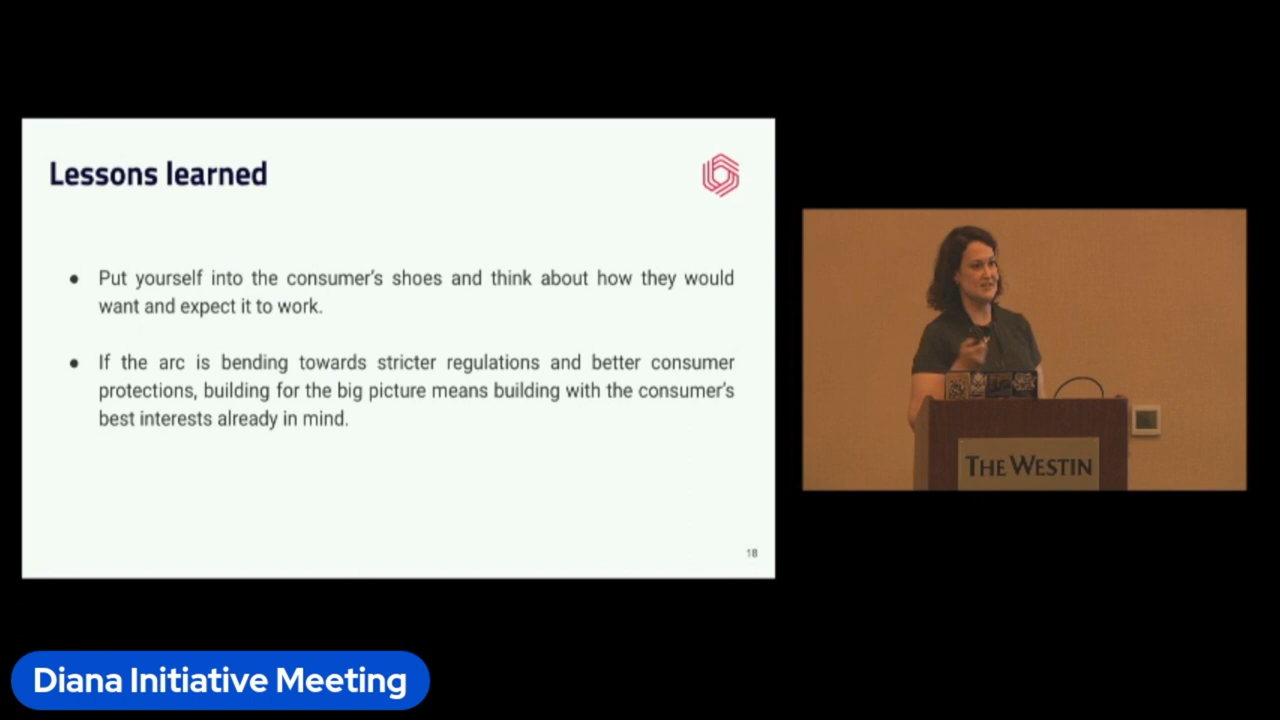 Lessons learned
● Put yourself into the consumer's shoes and think about how they would
want and expect it to work.
● If the arc is bending towards stricter regulations and better consumer
protections, building for the big picture means building with the consumer's
best interests already in mind.
18
THE WESTIN
Diana Initiative Meeting